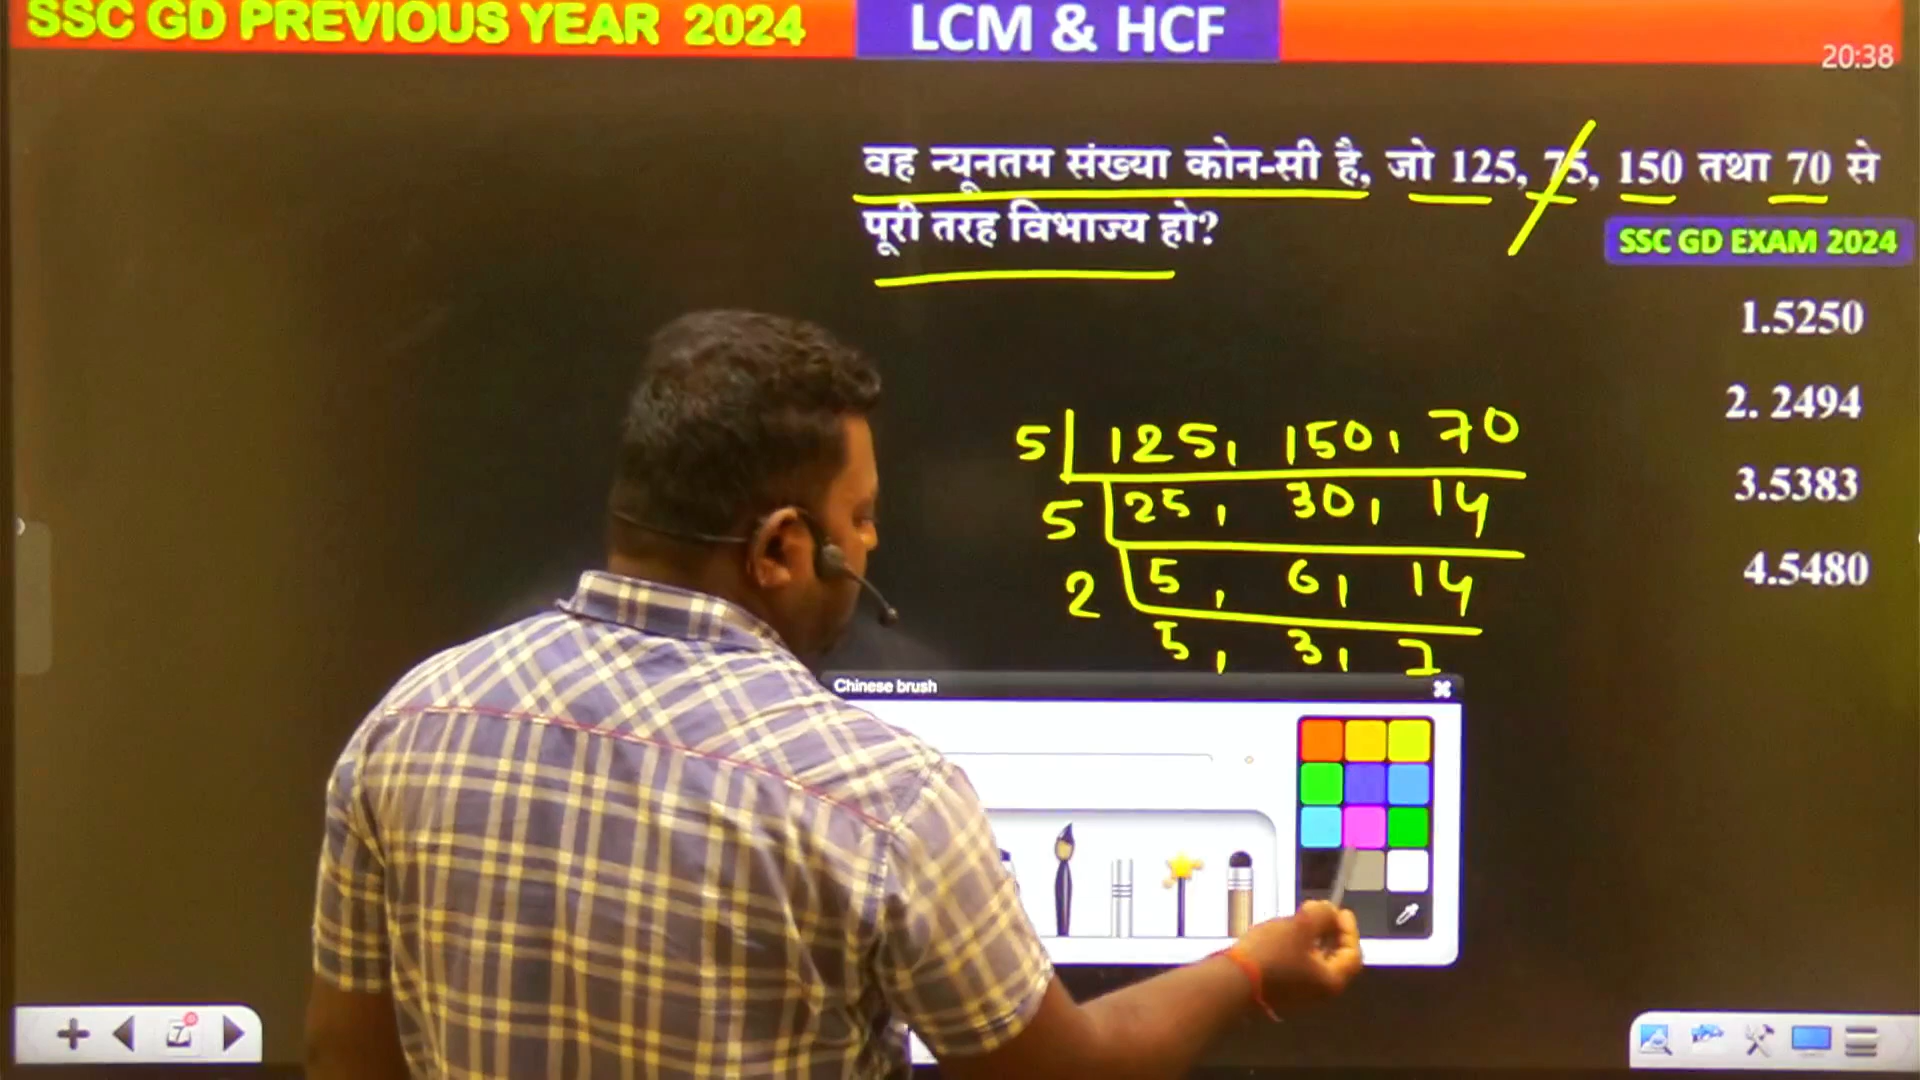 SSC GD PREVIOUS YEAR 2024
LCM & HCF
20:38
वह न्यूनतम संख्या कोन-सी है, जो 125, 75, 150 तथा 70 से
पूरी तरह विभाज्य हो?
SSC GD EXAM 2024
1.5250
2. 2494
3.5383
4.5480
5 125, 150, 70
5 25, 30, 14
2 5, 6, 14
5, 3, 7
Chinese brush
7